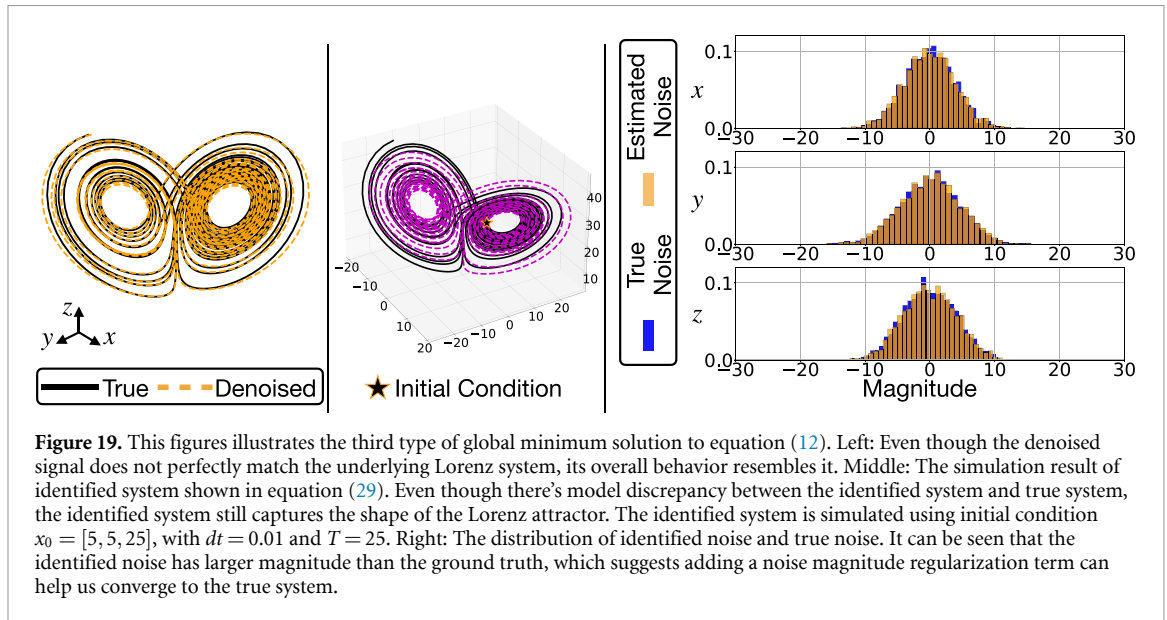 z
y
x
True
Denoised
−20
−10
0
10
20
−20
−10
0
10
20
40
30
20
10
Initial Condition
True
Noise
Estimated
Noise
0.1
x
0.0
−30
−20
−10
0
10
20
30
0.1
y
0.0
−30
−20
−10
0
10
20
30
0.1
z
0.0
−30
−20
−10
0
10
20
30
Magnitude
Figure 19. This figures illustrates the third type of global minimum solution to equation (12). Left: Even though the denoised
signal does not perfectly match the underlying Lorenz system, its overall behavior resembles it. Middle: The simulation result of
identified system shown in equation (29). Even though there's model discrepancy between the identified system and true system,
the identified system still captures the shape of the Lorenz attractor. The identified system is simulated using initial condition
x₀ = [5, 5, 25], with dt = 0.01 and T = 25. Right: The distribution of identified noise and true noise. It can be seen that the
identified noise has larger magnitude than the ground truth, which suggests adding a noise magnitude regularization term can
help us converge to the true system.